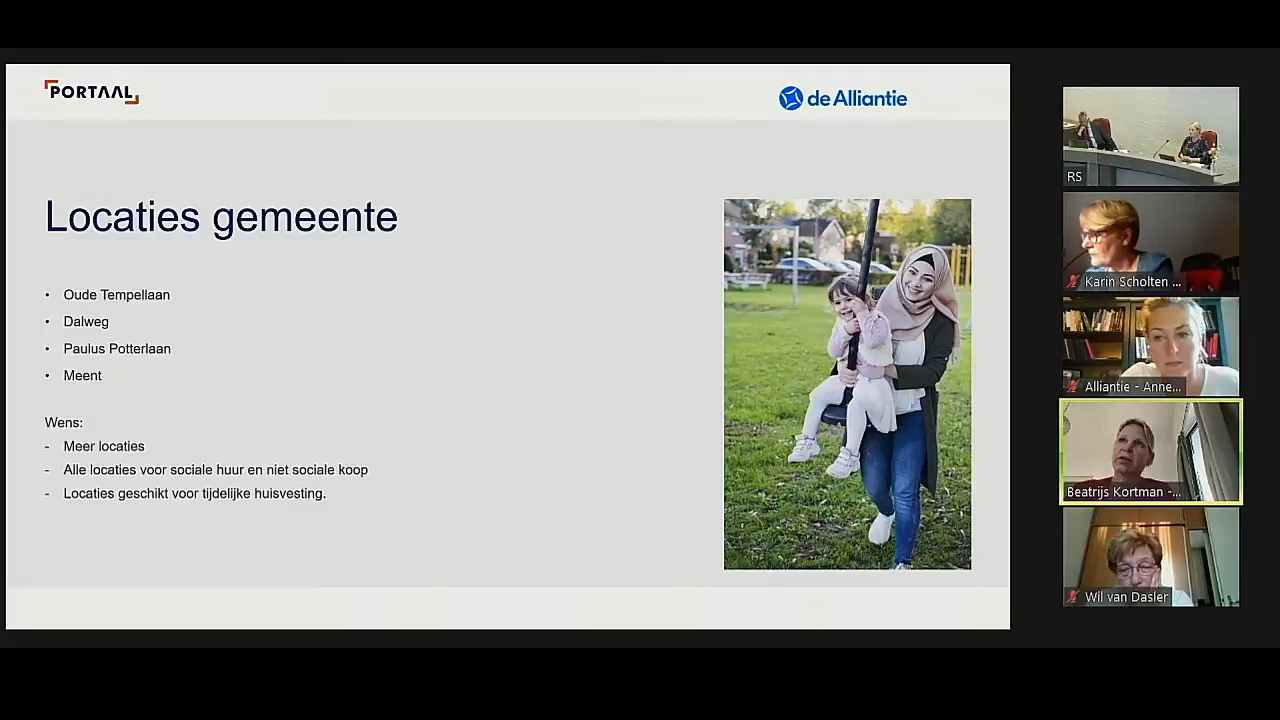 PORTAAL
de Alliantie
Locaties gemeente
• Oude Tempellaan
• Dalweg
• Paulus Potterlaan
• Meent
Wens:
- Meer locaties
- Alle locaties voor sociale huur en niet sociale koop
- Locaties geschikt voor tijdelijke huisvesting.
RS
Karin Scholten ...
Alliantie - Anne...
Beatrijs Kortman -...
Wil van Dasler